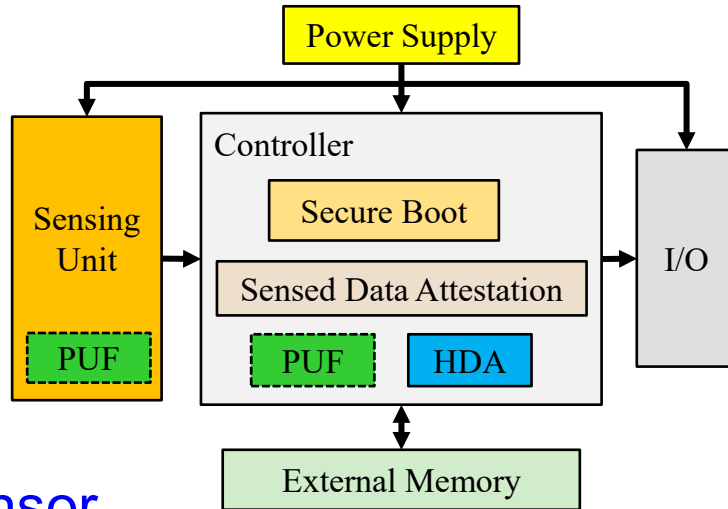 Power Supply
Controller
Secure Boot
Sensing
Unit
I/O
Sensed Data Attestation
PUF
PUF
HDA
External Memory